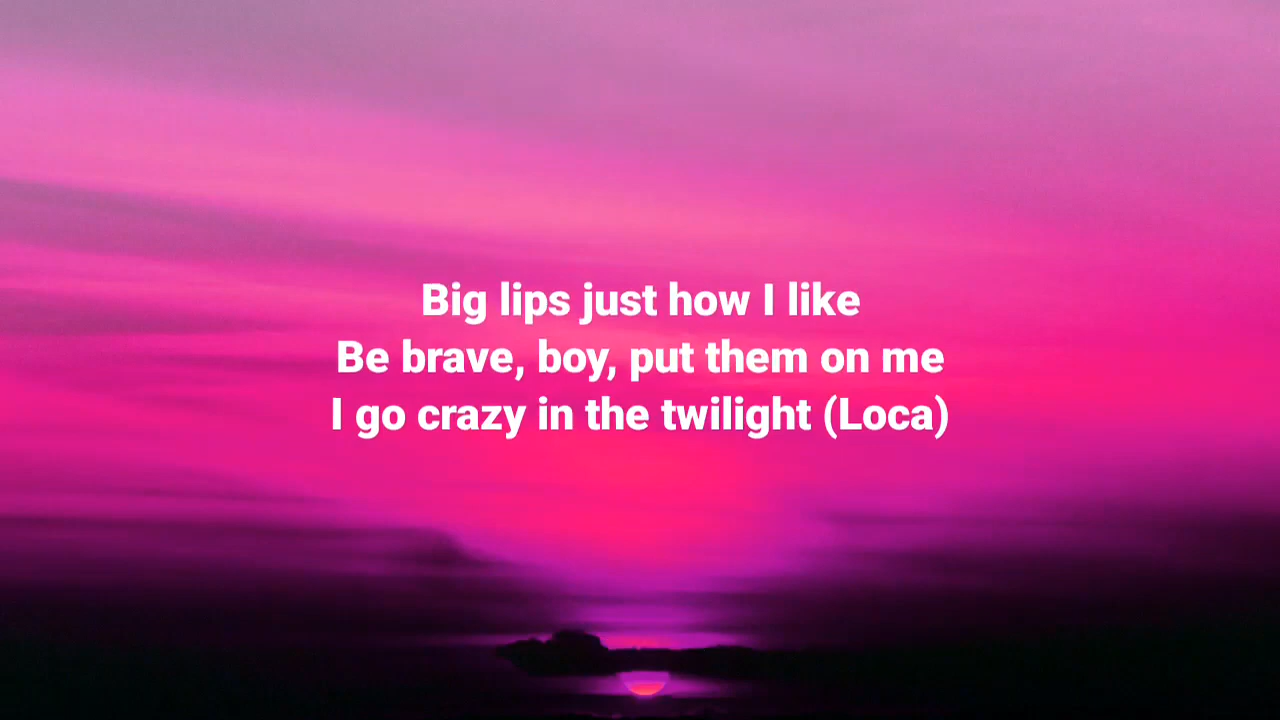 Big lips just how I like
Be brave, boy, put them on me
I go crazy in the twilight (Loca)